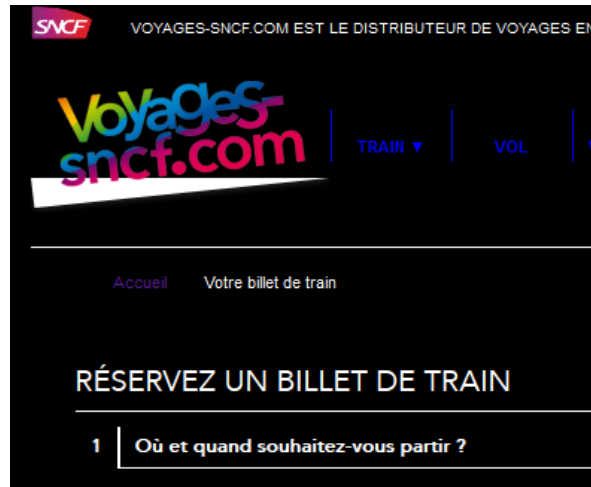 SNCF
VOYAGES-SNCF.COM EST LE DISTRIBUTEUR DE VOYAGES EN
Voyages-
sncf.com
TRAIN ▼
VOL
Accueil
Votre billet de train
RÉSERVEZ UN BILLET DE TRAIN
1 Où et quand souhaitez-vous partir ?